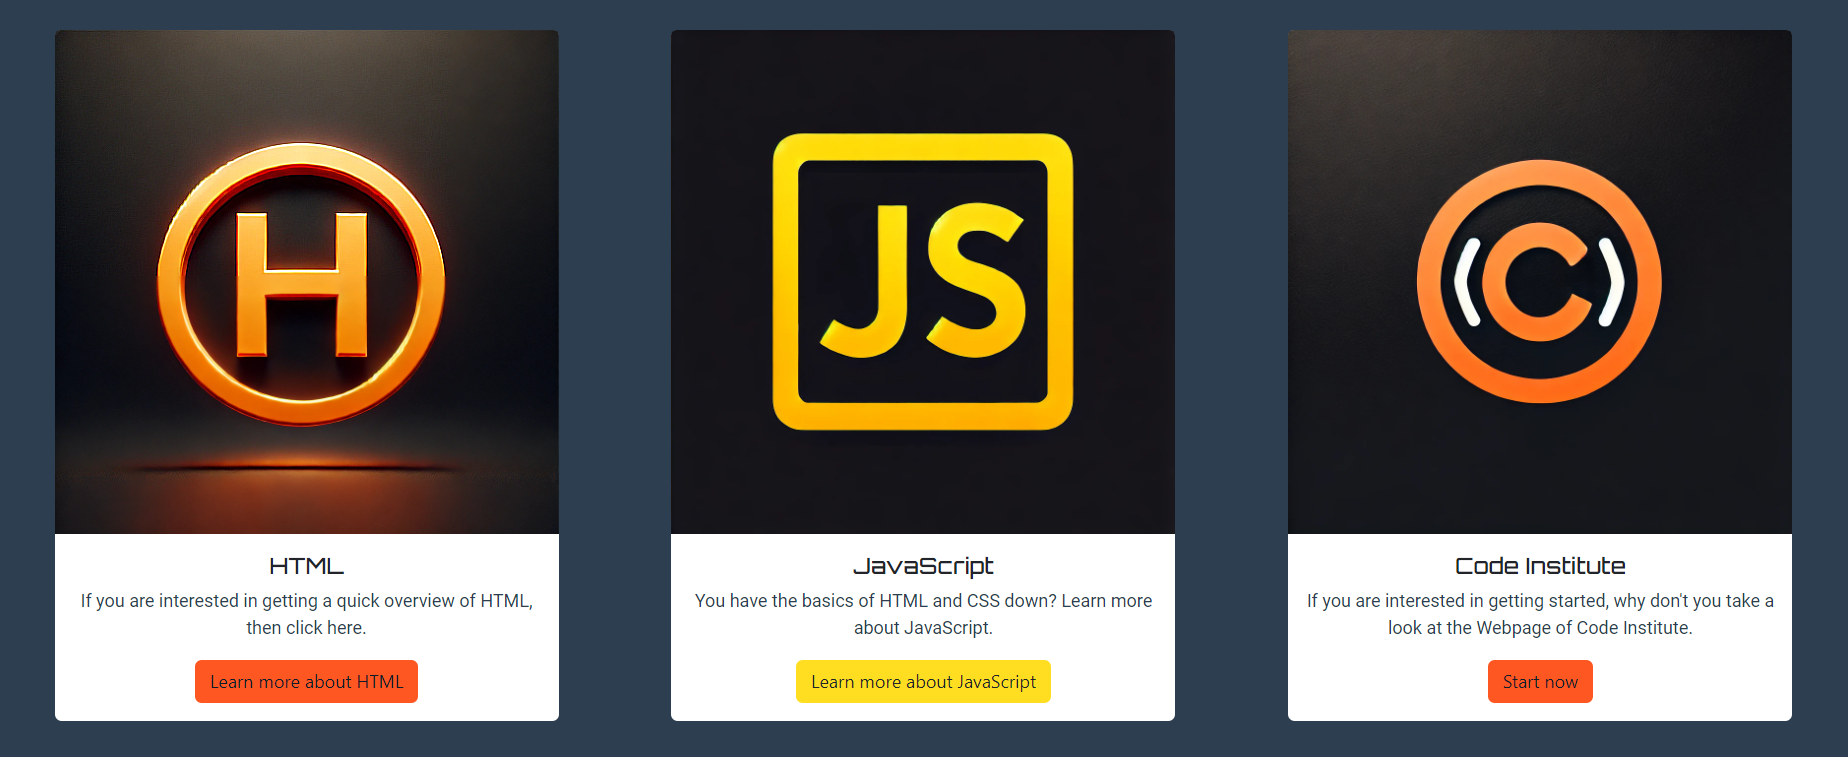 H
JS
(C)
HTML
If you are interested in getting a quick overview of HTML,
then click here.
Learn more about HTML
JavaScript
You have the basics of HTML and CSS down? Learn more
about JavaScript.
Learn more about JavaScript
Code Institute
If you are interested in getting started, why don't you take a
look at the Webpage of Code Institute.
Start now